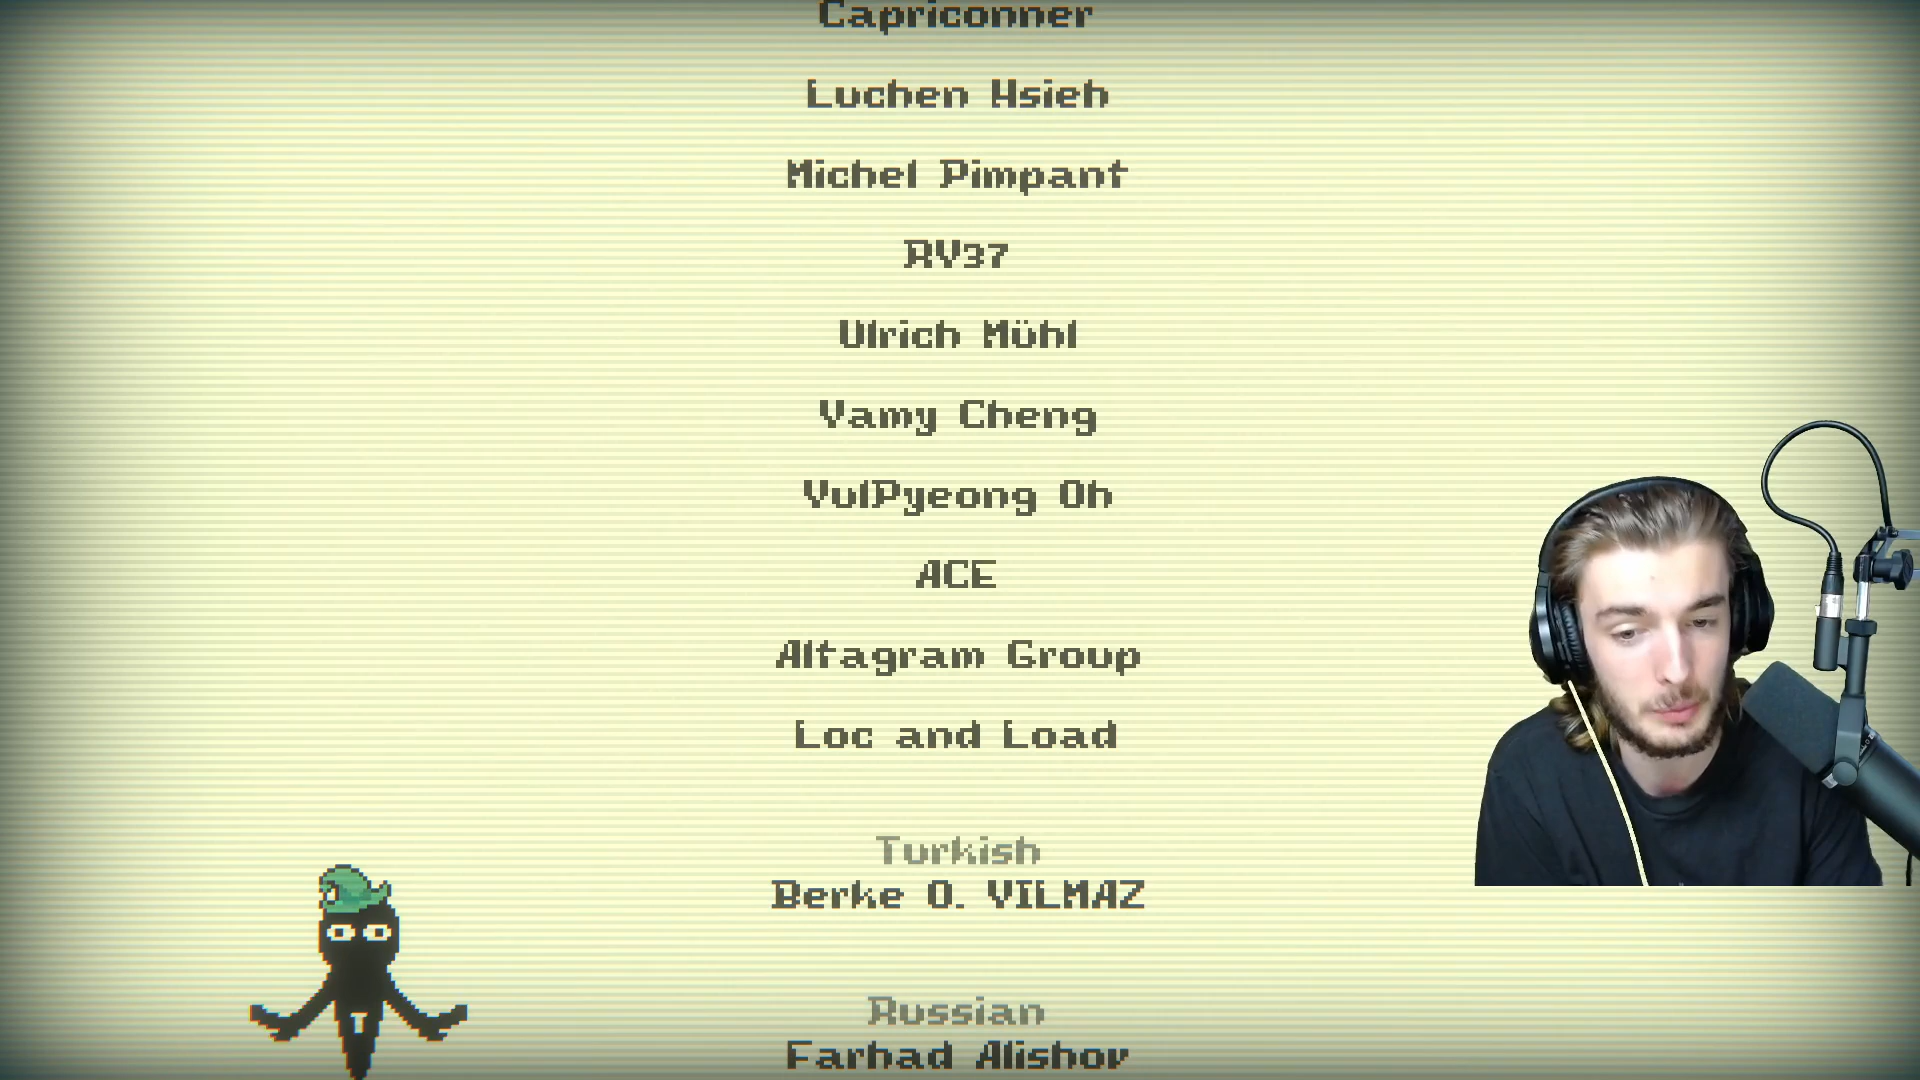 Capriconner
Luchen Hsieh
Michel Pimpant
RV37
Ulrich Mühl
Vamy Cheng
VulPyeong Oh
ACE
Altagram Group
Loc and Load
Turkish
Berke O. YILMAZ
Russian
Farhad Alishov